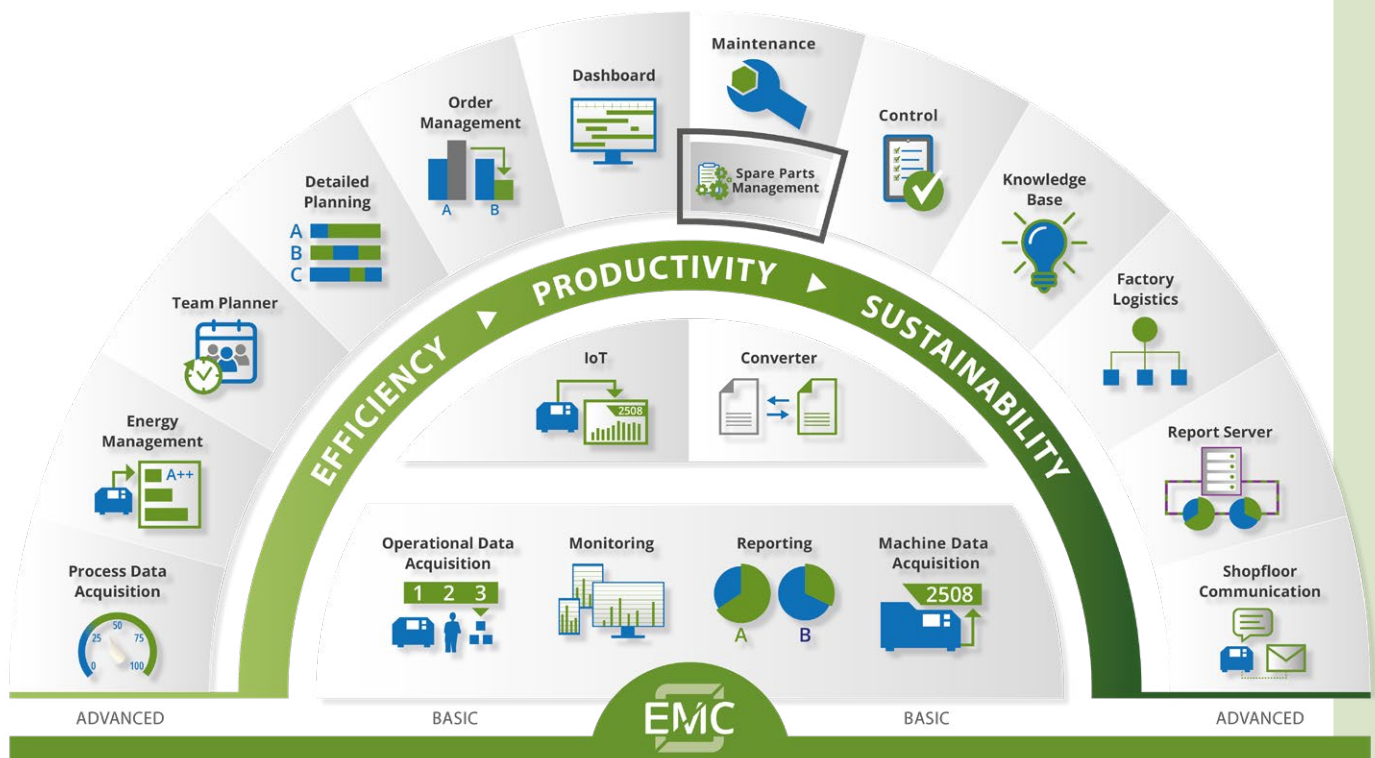 Maintenance
Dashboard
Order
Management
A B
Control
Spare Parts
Management
Detailed
Planning
A
B
C
Knowledge
Base
Team Planner
Factory
Logistics
EFFICIENCY ▶ PRODUCTIVITY ▶ SUSTAINABILITY
IoT
2508
Converter
Energy
Management
A++
Report Server
Operational Data
Acquisition
1 2 3
Monitoring
Reporting
A B
Machine Data
Acquisition
2508
Process Data
Acquisition
0 25 50 75 100
Shopfloor
Communication
ADVANCED
BASIC
EMC
BASIC
ADVANCED